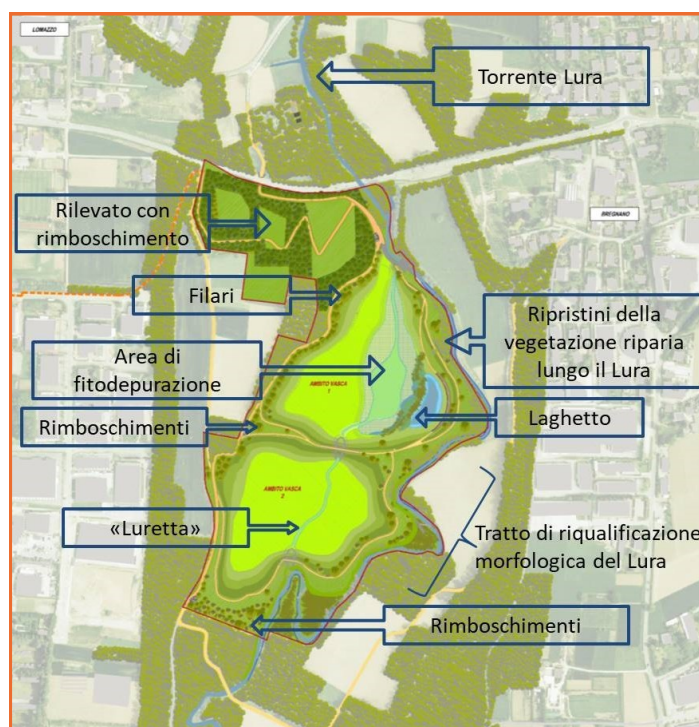 LOMAZZO
Torrente Lura
Rilevato con
rimboschimento
BREGNANO
Filari
Ripristini della
vegetazione riparia
lungo il Lura
Area di
fitodepurazione
AMBITO VASCA
1
Laghetto
Rimboschimenti
AMBITO VASCA
2
«Luretta»
Tratto di riqualificazione
morfologica del Lura
Rimboschimenti